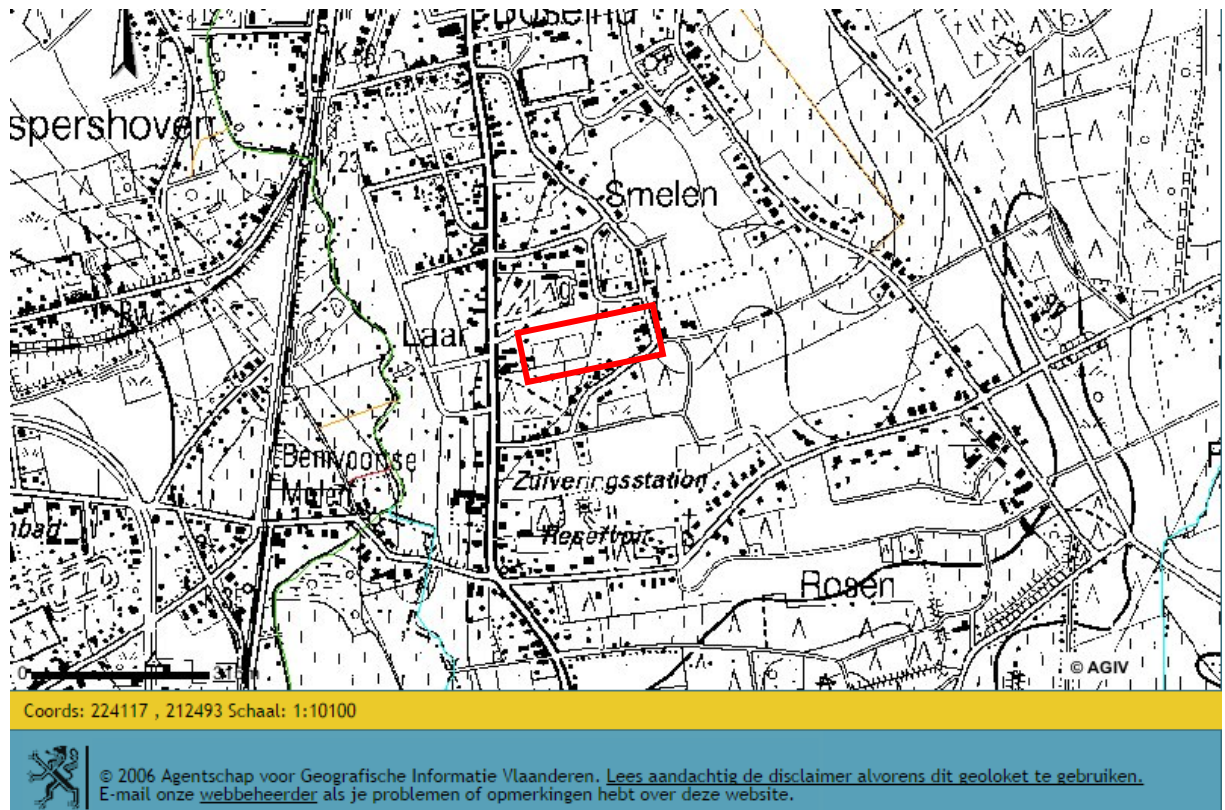 K 23
Smelen
Laar
Zuiveringsstation
Rosen
© AGIV
Coords: 224117 , 212493 Schaal: 1:10100
© 2006 Agentschap voor Geografische Informatie Vlaanderen. Lees aandachtig de disclaimer alvorens dit geoloket te gebruiken.
E-mail onze webbeheerder als je problemen of opmerkingen hebt over deze website.